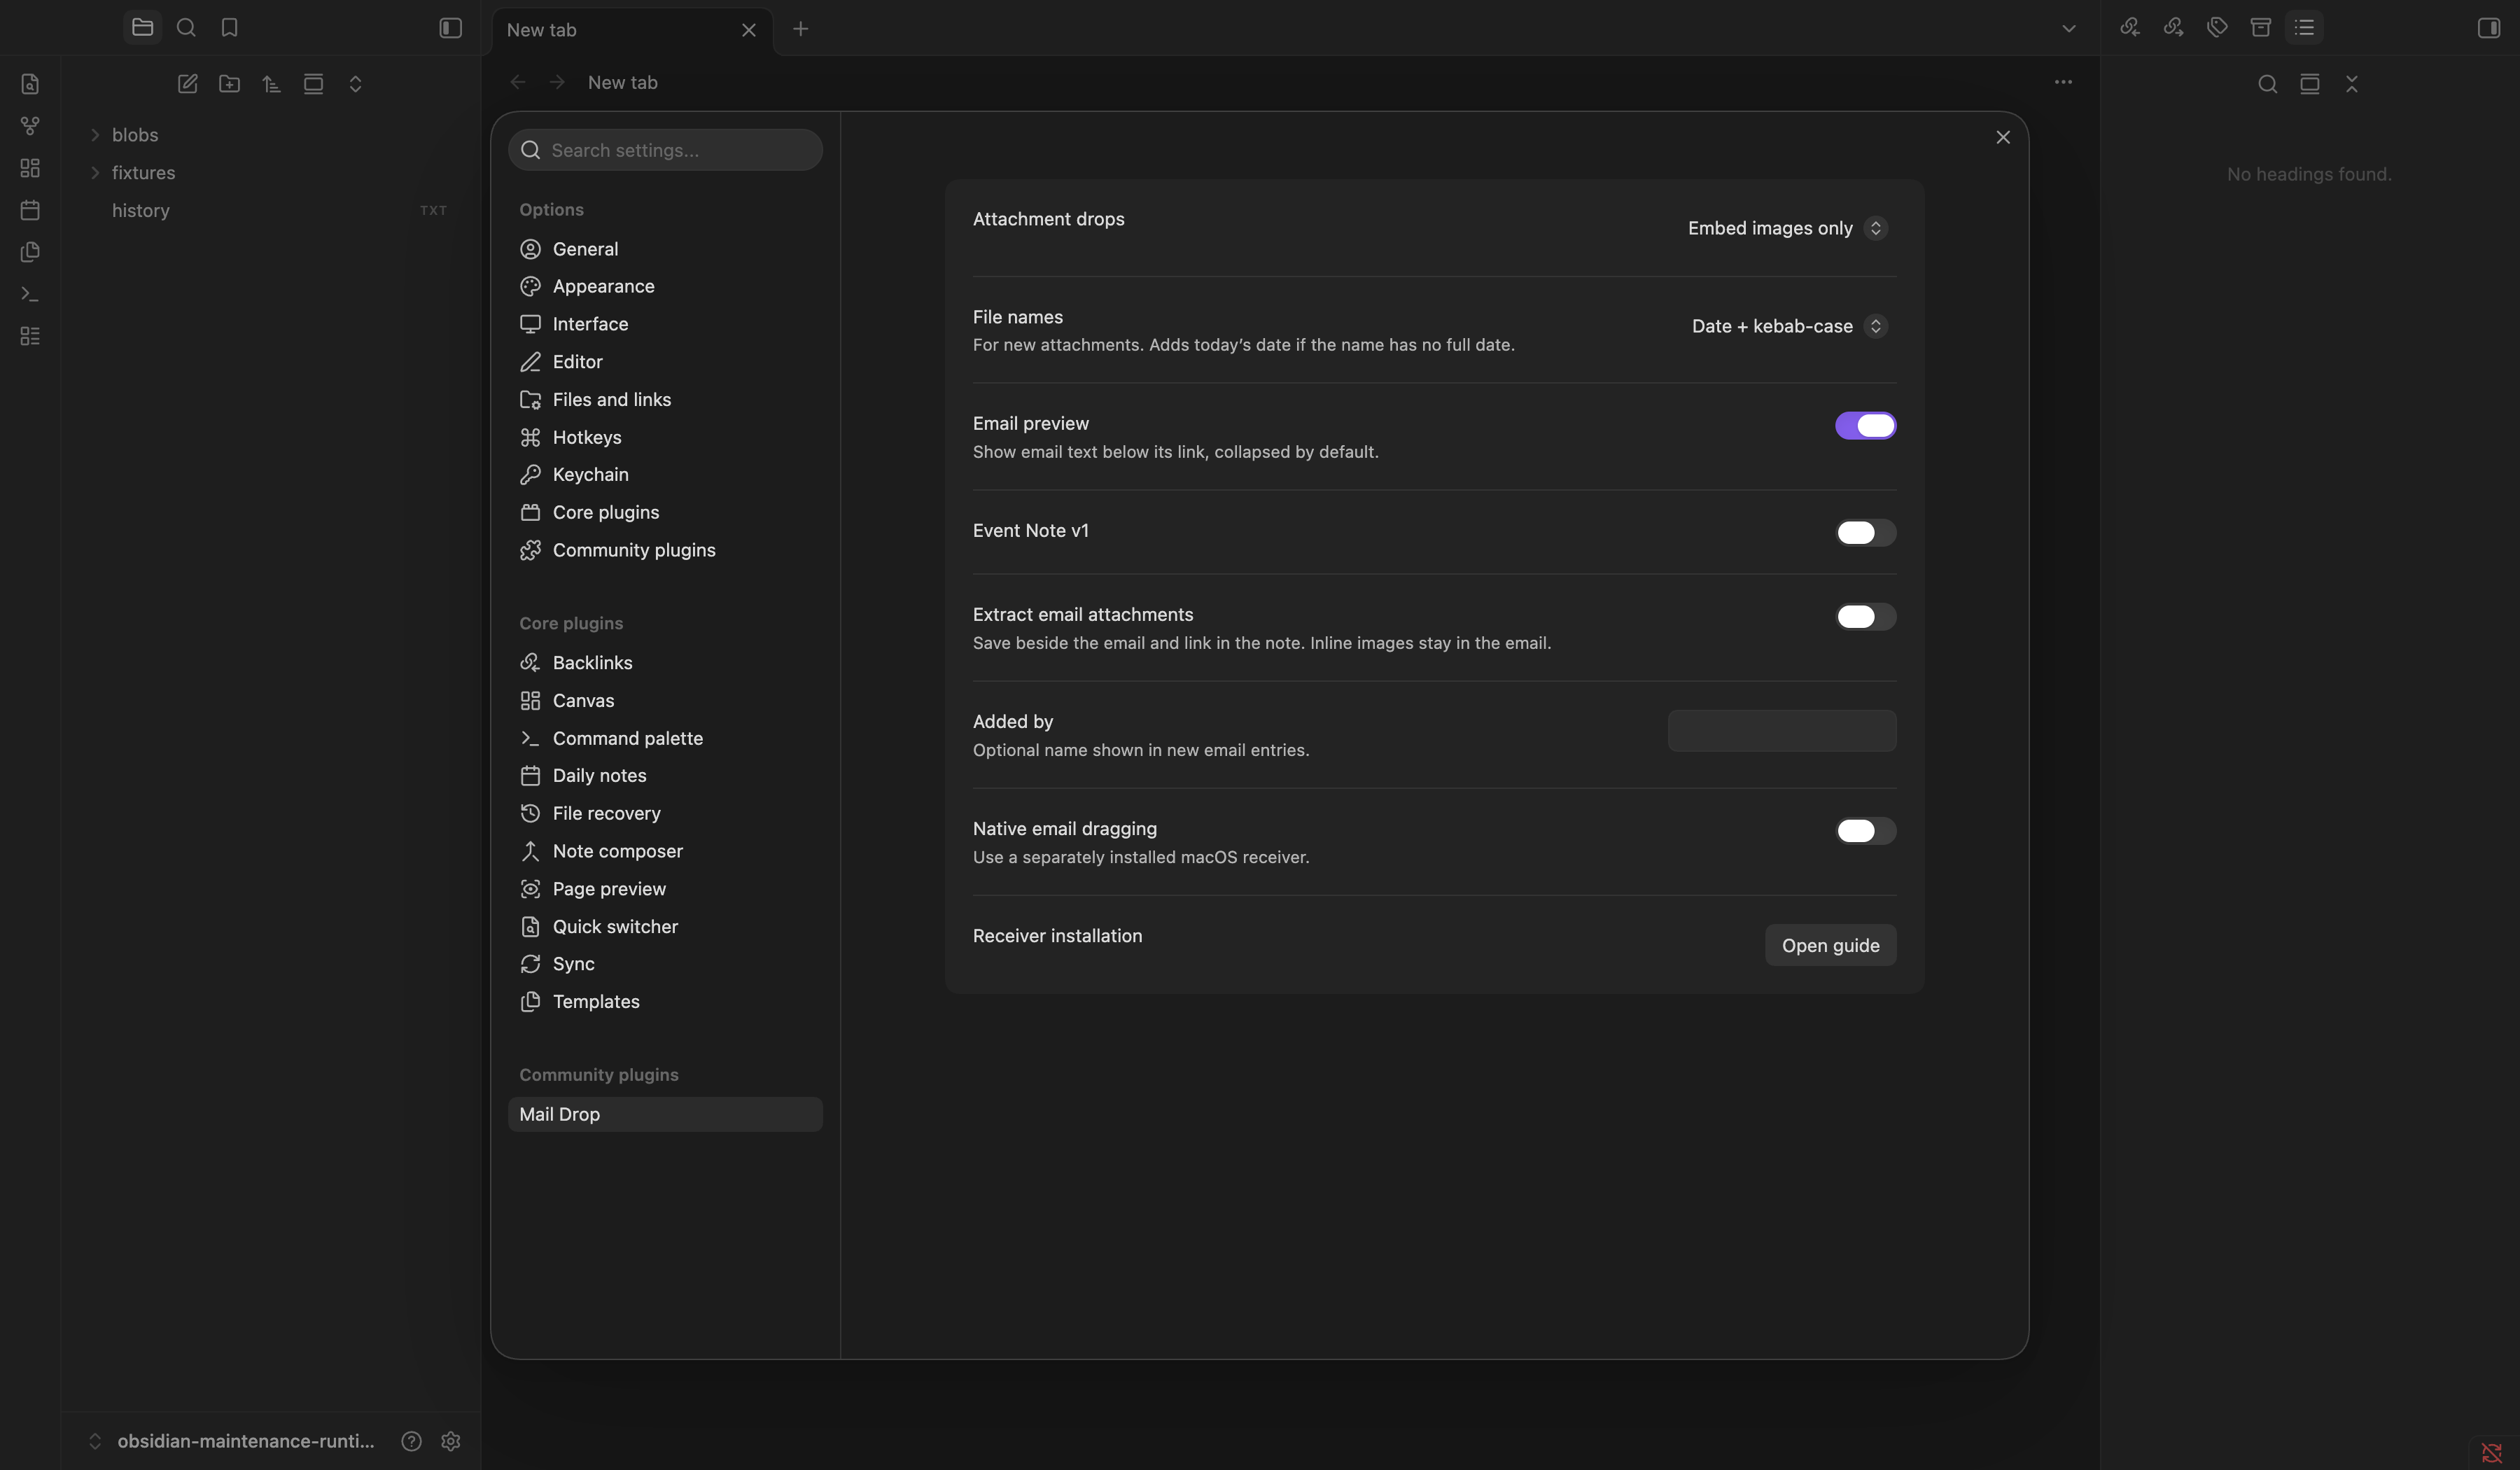 New tab
New tab
blobs
fixtures
history TXT
No headings found.
Search settings...
Options
General
Appearance
Interface
Editor
Files and links
Hotkeys
Keychain
Core plugins
Community plugins
Core plugins
Backlinks
Canvas
Command palette
Daily notes
File recovery
Note composer
Page preview
Quick switcher
Sync
Templates
Community plugins
Mail Drop
Attachment drops
Embed images only
File names
For new attachments. Adds today’s date if the name has no full date.
Date + kebab-case
Email preview
Show email text below its link, collapsed by default.
Event Note v1
Extract email attachments
Save beside the email and link in the note. Inline images stay in the email.
Added by
Optional name shown in new email entries.
Native email dragging
Use a separately installed macOS receiver.
Receiver installation
Open guide
obsidian-maintenance-runti...